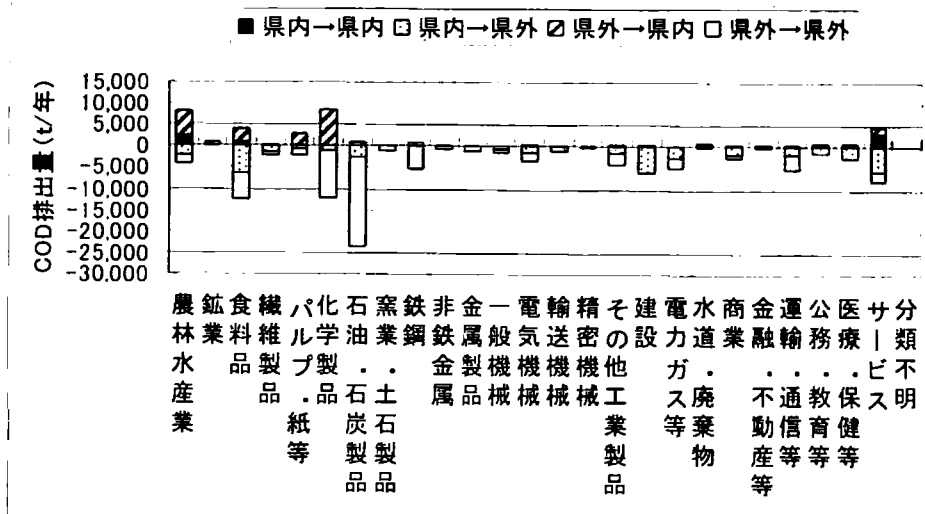 ■ 県内→県内 □ 県内→県外 ☑ 県外→県内 □ 県外→県外
COD排出量(t/年)
15,000
10,000
5,000
0
-5,000
-10,000
-15,000
-20,000
-25,000
-30,000
農林水産業
鉱業
食料品
繊維製品
パルプ・紙等
化学製品
石油・石炭製品
窯業・土石製品
鉄鋼
非鉄金属
金属製品
一般機械
電気機械
輸送機械
精密機械
その他工業製品
建設
電力ガス等
水道・廃棄物
商業
金融・不動産等
運輸・通信等
公務・教育等
医療・保健等
サービス
分類不明